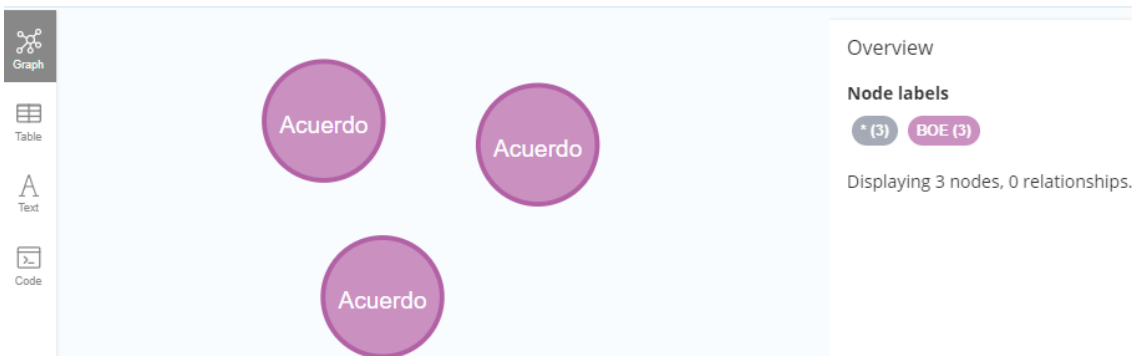 Graph
Table
Text
Code
Acuerdo
Acuerdo
Acuerdo
Overview
Node labels
* (3) BOE (3)
Displaying 3 nodes, 0 relationships.